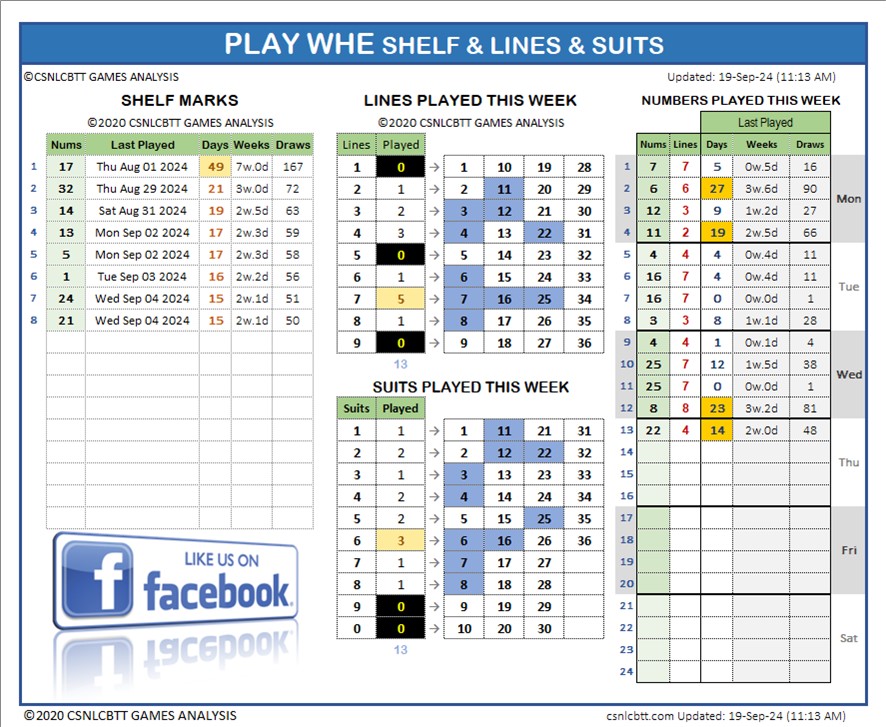 PLAY WHE SHELF & LINES & SUITS
©CSNLCBTT GAMES ANALYSIS
Updated: 19-Sep-24 (11:13 AM)
SHELF MARKS
©2020 CSNLCBTT GAMES ANALYSIS
Nums Last Played Days Weeks Draws
1 17 Thu Aug 01 2024 49 7w.0d 167
2 32 Thu Aug 29 2024 21 3w.0d 72
3 14 Sat Aug 31 2024 19 2w.5d 63
4 13 Mon Sep 02 2024 17 2w.3d 59
5 5 Mon Sep 02 2024 17 2w.3d 58
6 1 Tue Sep 03 2024 16 2w.2d 56
7 24 Wed Sep 04 2024 15 2w.1d 51
8 21 Wed Sep 04 2024 15 2w.1d 50
LIKE US ON
facebook.
LINES PLAYED THIS WEEK
©2020 CSNLCBTT GAMES ANALYSIS
Lines Played
1 0 → 1 10 19 28
2 1 → 2 11 20 29
3 2 → 3 12 21 30
4 3 → 4 13 22 31
5 0 → 5 14 23 32
6 1 → 6 15 24 33
7 5 → 7 16 25 34
8 1 → 8 17 26 35
9 0 → 9 18 27 36
13
SUITS PLAYED THIS WEEK
Suits Played
1 1 → 1 11 21 31
2 2 → 2 12 22 32
3 1 → 3 13 23 33
4 2 → 4 14 24 34
5 2 → 5 15 25 35
6 3 → 6 16 26 36
7 1 → 7 17 27
8 1 → 8 18 28
9 0 → 9 19 29
0 0 → 10 20 30
13
NUMBERS PLAYED THIS WEEK
Last Played
Nums Lines Days Weeks Draws
1 7 7 5 0w.5d 16
2 6 6 27 3w.6d 90
Mon
3 12 3 9 1w.2d 27
4 11 2 19 2w.5d 66
5 4 4 4 0w.4d 11
6 16 7 4 0w.4d 11
Tue
7 16 7 0 0w.0d 1
8 3 3 8 1w.1d 28
9 4 4 1 0w.1d 4
10 25 7 12 1w.5d 38
Wed
11 25 7 0 0w.0d 1
12 8 8 23 3w.2d 81
13 22 4 14 2w.0d 48
14
Thu
15
16
17
18
Fri
19
20
21
22
Sat
23
24
©2020 CSNLCBTT GAMES ANALYSIS
csnlcbtt.com Updated: 19-Sep-24 (11:13 AM)